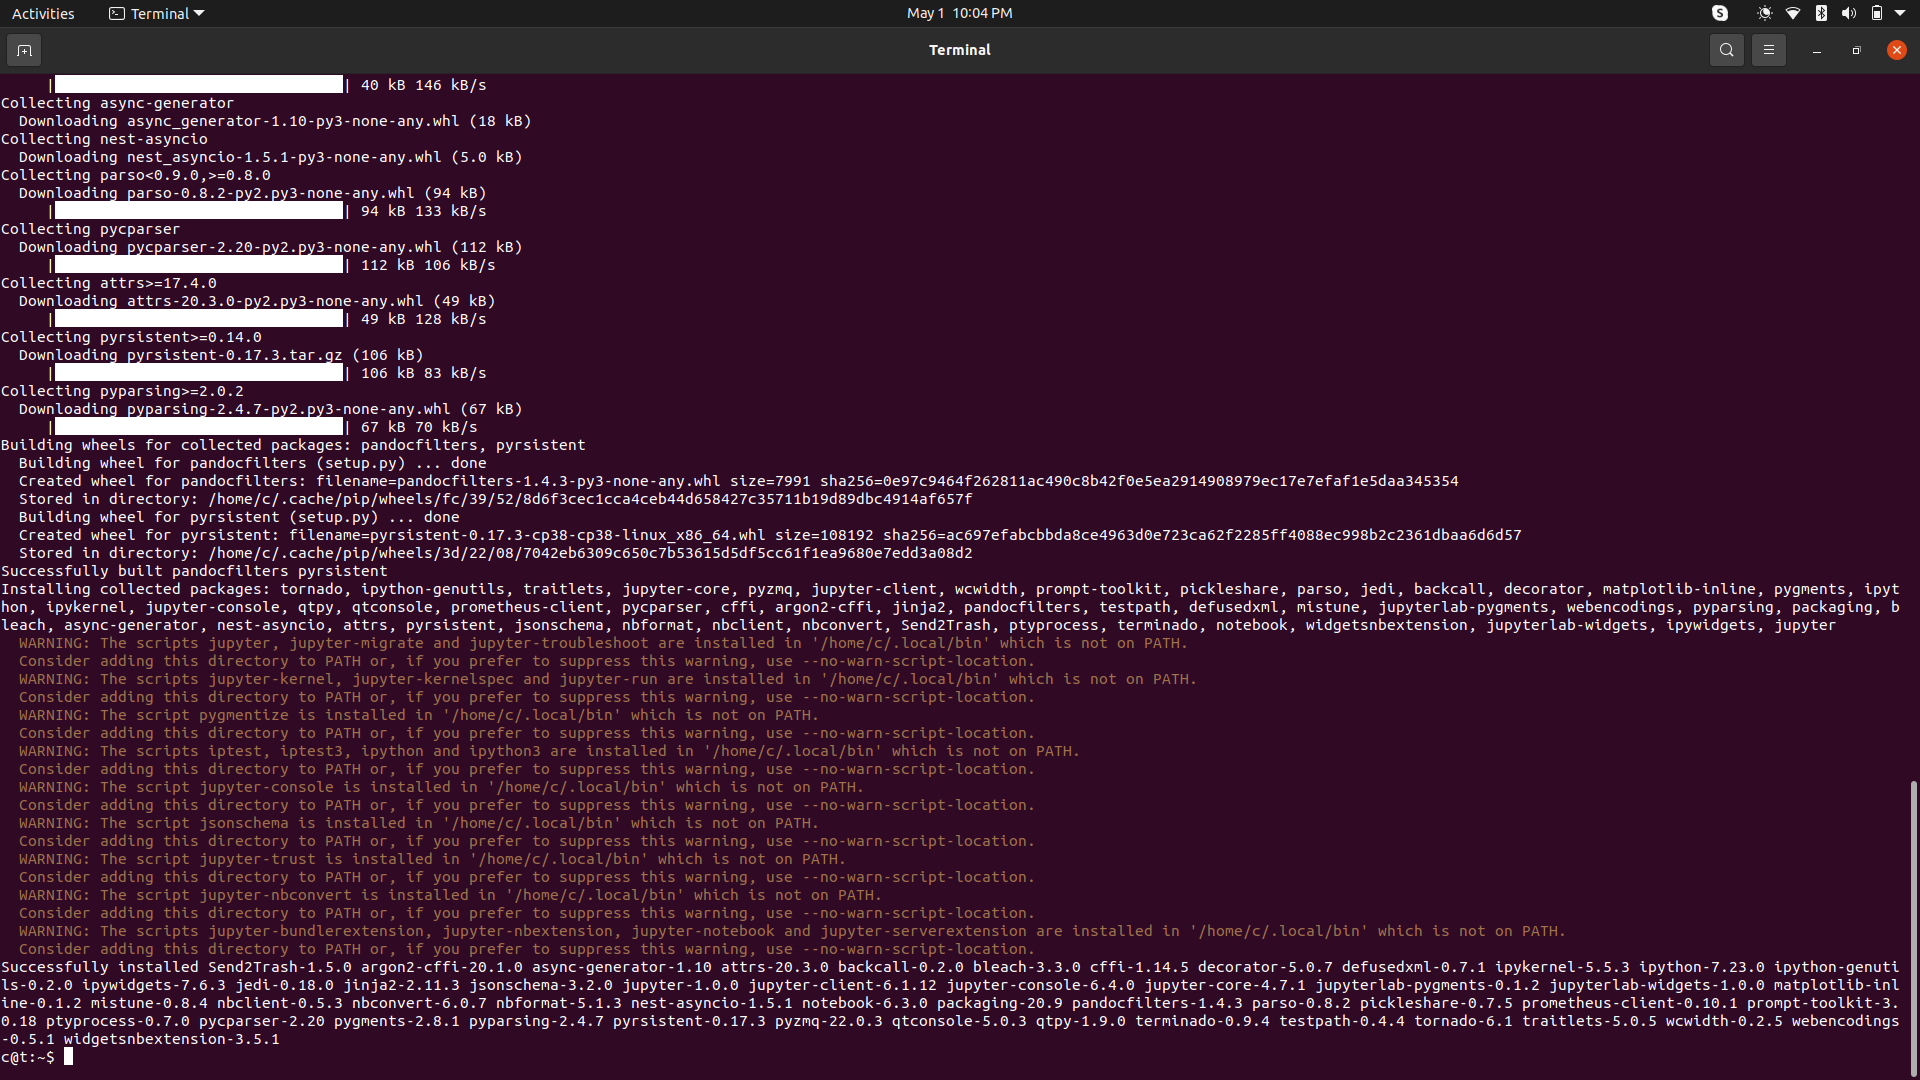 Activities Terminal May 1 10:04 PM
Terminal
| | 40 kB 146 kB/s
Collecting async-generator
Downloading async_generator-1.10-py3-none-any.whl (18 kB)
Collecting nest-asyncio
Downloading nest_asyncio-1.5.1-py3-none-any.whl (5.0 kB)
Collecting parso<0.9.0,>=0.8.0
Downloading parso-0.8.2-py2.py3-none-any.whl (94 kB)
| | 94 kB 133 kB/s
Collecting pycparser
Downloading pycparser-2.20-py2.py3-none-any.whl (112 kB)
| | 112 kB 106 kB/s
Collecting attrs>=17.4.0
Downloading attrs-20.3.0-py2.py3-none-any.whl (49 kB)
| | 49 kB 128 kB/s
Collecting pyrsistent>=0.14.0
Downloading pyrsistent-0.17.3.tar.gz (106 kB)
| | 106 kB 83 kB/s
Collecting pyparsing>=2.0.2
Downloading pyparsing-2.4.7-py2.py3-none-any.whl (67 kB)
| | 67 kB 70 kB/s
Building wheels for collected packages: pandocfilters, pyrsistent
Building wheel for pandocfilters (setup.py) ... done
Created wheel for pandocfilters: filename=pandocfilters-1.4.3-py3-none-any.whl size=7991 sha256=0e97c9464f262811ac490c8b42f0e5ea2914908979ec17e7efaf1e5daa345354
Stored in directory: /home/c/.cache/pip/wheels/fc/39/52/8d6f3cec1cca4ceb44d658427c35711b19d89dbc4914af657f
Building wheel for pyrsistent (setup.py) ... done
Created wheel for pyrsistent: filename=pyrsistent-0.17.3-cp38-cp38-linux_x86_64.whl size=108192 sha256=ac697efabcbbda8ce4963d0e723ca62f2285ff4088ec998b2c2361dbaa6d6d57
Stored in directory: /home/c/.cache/pip/wheels/3d/22/08/7042eb6309c650c7b53615d5df5cc61f1ea9680e7edd3a08d2
Successfully built pandocfilters pyrsistent
Installing collected packages: tornado, ipython-genutils, traitlets, jupyter-core, pyzmq, jupyter-client, wcwidth, prompt-toolkit, pickleshare, parso, jedi, backcall, decorator, matplotlib-inline, pygments, ipyt
hon, ipykernel, jupyter-console, qtpy, qtconsole, prometheus-client, pycparser, cffi, argon2-cffi, jinja2, pandocfilters, testpath, defusedxml, mistune, jupyterlab-pygments, webencodings, pyparsing, packaging, b
leach, async-generator, nest-asyncio, attrs, pyrsistent, jsonschema, nbformat, nbclient, nbconvert, Send2Trash, ptyprocess, terminado, notebook, widgetsnbextension, jupyterlab-widgets, ipywidgets, jupyter
WARNING: The scripts jupyter, jupyter-migrate and jupyter-troubleshoot are installed in '/home/c/.local/bin' which is not on PATH.
Consider adding this directory to PATH or, if you prefer to suppress this warning, use --no-warn-script-location.
WARNING: The scripts jupyter-kernel, jupyter-kernelspec and jupyter-run are installed in '/home/c/.local/bin' which is not on PATH.
Consider adding this directory to PATH or, if you prefer to suppress this warning, use --no-warn-script-location.
WARNING: The script pygmentize is installed in '/home/c/.local/bin' which is not on PATH.
Consider adding this directory to PATH or, if you prefer to suppress this warning, use --no-warn-script-location.
WARNING: The scripts iptest, iptest3, ipython and ipython3 are installed in '/home/c/.local/bin' which is not on PATH.
Consider adding this directory to PATH or, if you prefer to suppress this warning, use --no-warn-script-location.
WARNING: The script jupyter-console is installed in '/home/c/.local/bin' which is not on PATH.
Consider adding this directory to PATH or, if you prefer to suppress this warning, use --no-warn-script-location.
WARNING: The script jsonschema is installed in '/home/c/.local/bin' which is not on PATH.
Consider adding this directory to PATH or, if you prefer to suppress this warning, use --no-warn-script-location.
WARNING: The script jupyter-trust is installed in '/home/c/.local/bin' which is not on PATH.
Consider adding this directory to PATH or, if you prefer to suppress this warning, use --no-warn-script-location.
WARNING: The script jupyter-nbconvert is installed in '/home/c/.local/bin' which is not on PATH.
Consider adding this directory to PATH or, if you prefer to suppress this warning, use --no-warn-script-location.
WARNING: The scripts jupyter-bundlerextension, jupyter-nbextension, jupyter-notebook and jupyter-serverextension are installed in '/home/c/.local/bin' which is not on PATH.
Consider adding this directory to PATH or, if you prefer to suppress this warning, use --no-warn-script-location.
Successfully installed Send2Trash-1.5.0 argon2-cffi-20.1.0 async-generator-1.10 attrs-20.3.0 backcall-0.2.0 bleach-3.3.0 cffi-1.14.5 decorator-5.0.7 defusedxml-0.7.1 ipykernel-5.5.3 ipython-7.23.0 ipython-genuti
ls-0.2.0 ipywidgets-7.6.3 jedi-0.18.0 jinja2-2.11.3 jsonschema-3.2.0 jupyter-1.0.0 jupyter-client-6.1.12 jupyter-console-6.4.0 jupyter-core-4.7.1 jupyterlab-pygments-0.1.2 jupyterlab-widgets-1.0.0 matplotlib-inl
ine-0.1.2 mistune-0.8.4 nbclient-0.5.3 nbconvert-6.0.7 nbformat-5.1.3 nest-asyncio-1.5.1 notebook-6.3.0 packaging-20.9 pandocfilters-1.4.3 parso-0.8.2 pickleshare-0.7.5 prometheus-client-0.10.1 prompt-toolkit-3.
0.18 ptyprocess-0.7.0 pycparser-2.20 pygments-2.8.1 pyparsing-2.4.7 pyrsistent-0.17.3 pyzmq-22.0.3 qtconsole-5.0.3 qtpy-1.9.0 terminado-0.9.4 testpath-0.4.4 tornado-6.1 traitlets-5.0.5 wcwidth-0.2.5 webencodings
-0.5.1 widgetsnbextension-3.5.1
c@t:~$